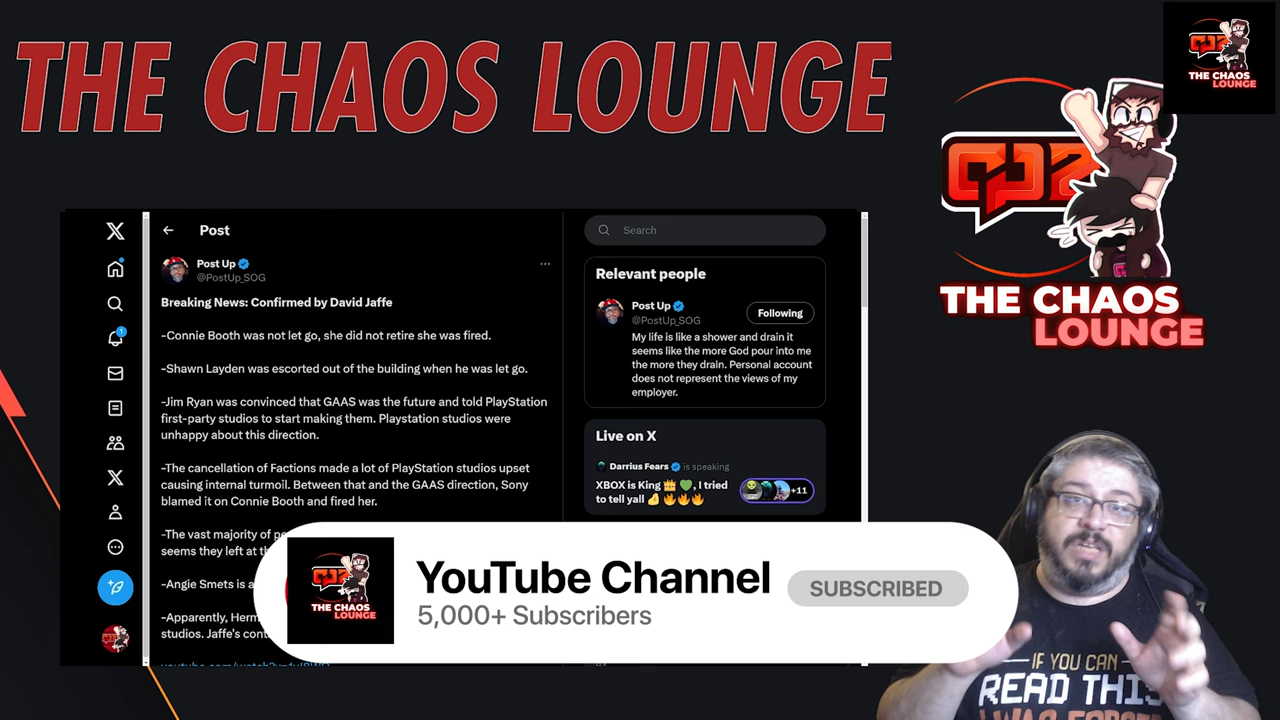 THE CHAOS LOUNGE
THE CHAOS
LOUNGE
THE CHAOS
LOUNGE
Post
Post Up
@PostUp_SOG
Breaking News: Confirmed by David Jaffe
-Connie Booth was not let go, she did not retire she was fired.
-Shawn Layden was escorted out of the building when he was let go.
-Jim Ryan was convinced that GAAS was the future and told PlayStation
first-party studios to start making them. Playstation studios were
unhappy about this direction.
-The cancellation of Factions made a lot of PlayStation studios upset
causing internal turmoil. Between that and the GAAS direction, Sony
blamed it on Connie Booth and fired her.
-The vast majority of
seems they left at
-Angie Smets is a
-Apparently, Herm
studios. Jaffe's
Search
Relevant people
Post Up
@PostUp_SOG
Following
My life is like a shower and drain it
seems like the more God pour into me
the more they drain. Personal account
does not represent the views of my
employer.
Live on X
Darrius Fears is speaking
XBOX is King 👑💚, I tried
to tell yall 🤌🔥🔥🔥
+11
1
THE CHAOS
LOUNGE
YouTube Channel
5,000+ Subscribers
SUBSCRIBED
IF YOU CAN
READ THIS